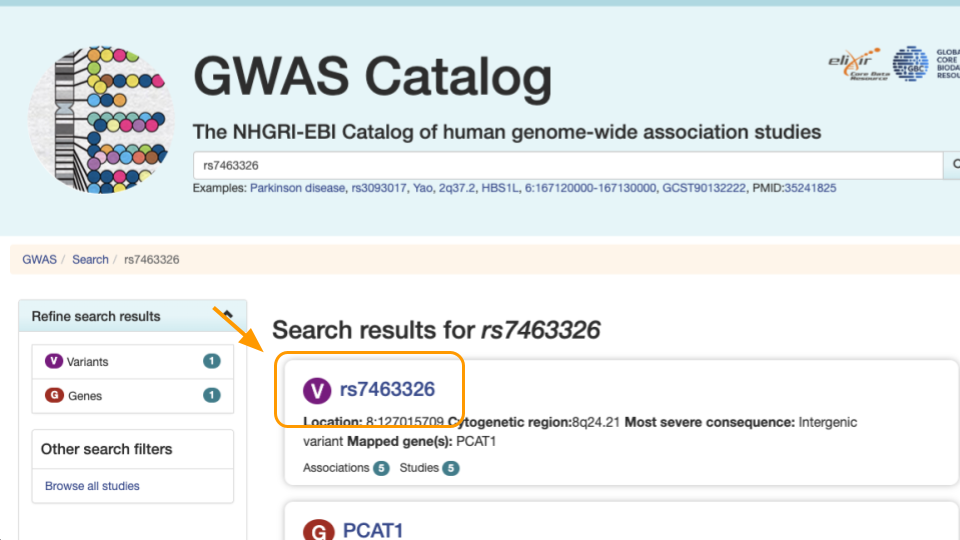 GWAS Catalog
elixir
Core Data
Resource
GBC
GLOBA
CORE
BIODA
RESOU
The NHGRI-EBI Catalog of human genome-wide association studies
rs7463326
Examples: Parkinson disease, rs3093017, Yao, 2q37.2, HBS1L, 6:167120000-167130000, GCST90132222, PMID:35241825
GWAS / Search / rs7463326
Refine search results
V Variants 1
G Genes 1
Other search filters
Browse all studies
Search results for rs7463326
V rs7463326
Location: 8:127015709 Cytogenetic region:8q24.21 Most severe consequence: Intergenic
variant Mapped gene(s): PCAT1
Associations 5 Studies 5
G PCAT1